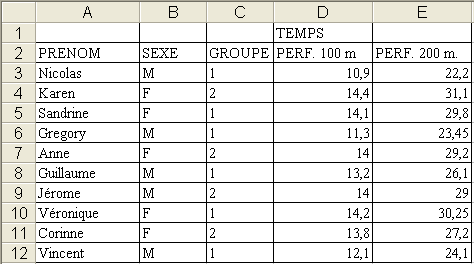 A B C D E
1 TEMPS
2 PRENOM SEXE GROUPE PERF. 100 m PERF. 200 m.
3 Nicolas M 1 10,9 22,2
4 Karen F 2 14,4 31,1
5 Sandrine F 1 14,1 29,8
6 Gregory M 1 11,3 23,45
7 Anne F 2 14 29,2
8 Guillaume M 1 13,2 26,1
9 Jérome M 2 14 29
10 Véronique F 1 14,2 30,25
11 Corinne F 2 13,8 27,2
12 Vincent M 1 12,1 24,1